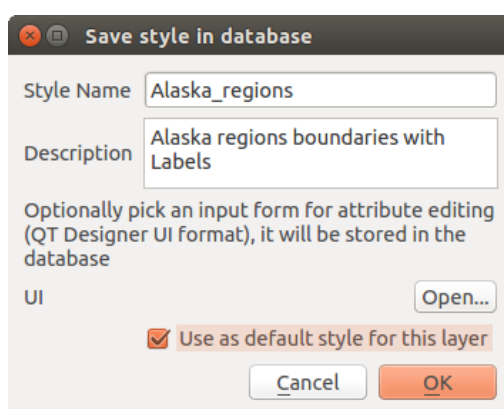 Save style in database
Style Name Alaska_regions
Description Alaska regions boundaries with
Labels
Optionally pick an input form for attribute editing
(QT Designer UI format), it will be stored in the
database
UI Open...
Use as default style for this layer
Cancel OK